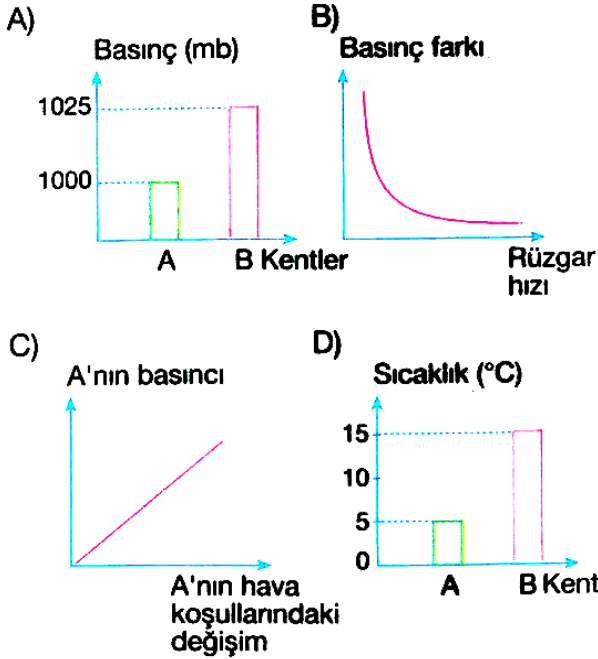 A)
Basınç (mb)
1025
1000
A
B Kentler
B)
Basınç farkı
Rüzgar
hızı
C)
A'nın basıncı
A'nın hava
koşullarındaki
değişim
D)
Sıcaklık (°C)
15
10
5
0
A
B Kent